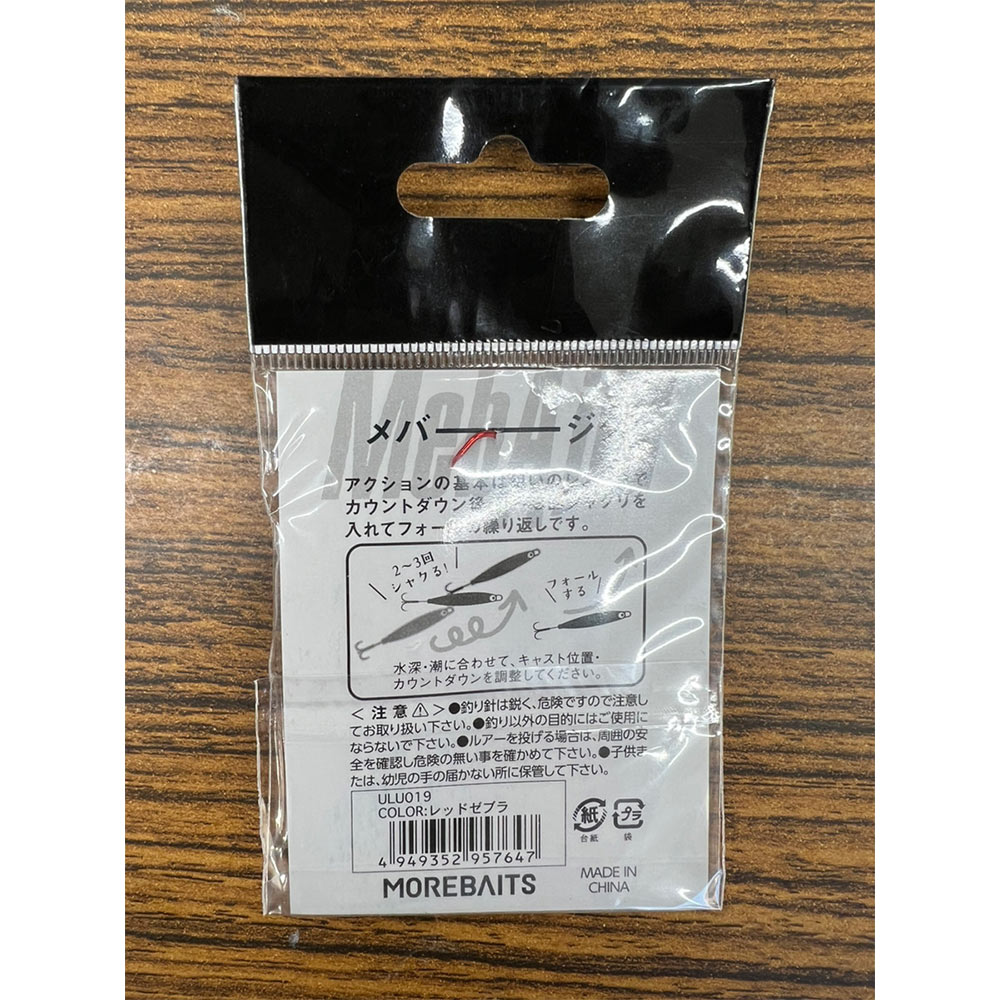 メバ
アクションの基本は
カウントダウン後
入れてフォー 繰り返しです。
2〜3回
シャクる!
フォール
する
水深・潮に合わせて、キャスト位置・
カウントダウンを調整してください。
<注意⚠>●釣り針は鋭く、危険ですので注意し
てお取り扱い下さい。●釣り以外の目的にはご使用に
ならないで下さい。●ルアーを投げる場合は、周囲の安
全を確認し危険の無い事を確かめて下さい。●子供ま
たは、幼児の手の届かない所に保管して下さい。
ULU019
COLOR:レッドゼブラ
4 949352 957647
紙
台紙
プラ
袋
MOREBAITS
MADE IN
CHINA